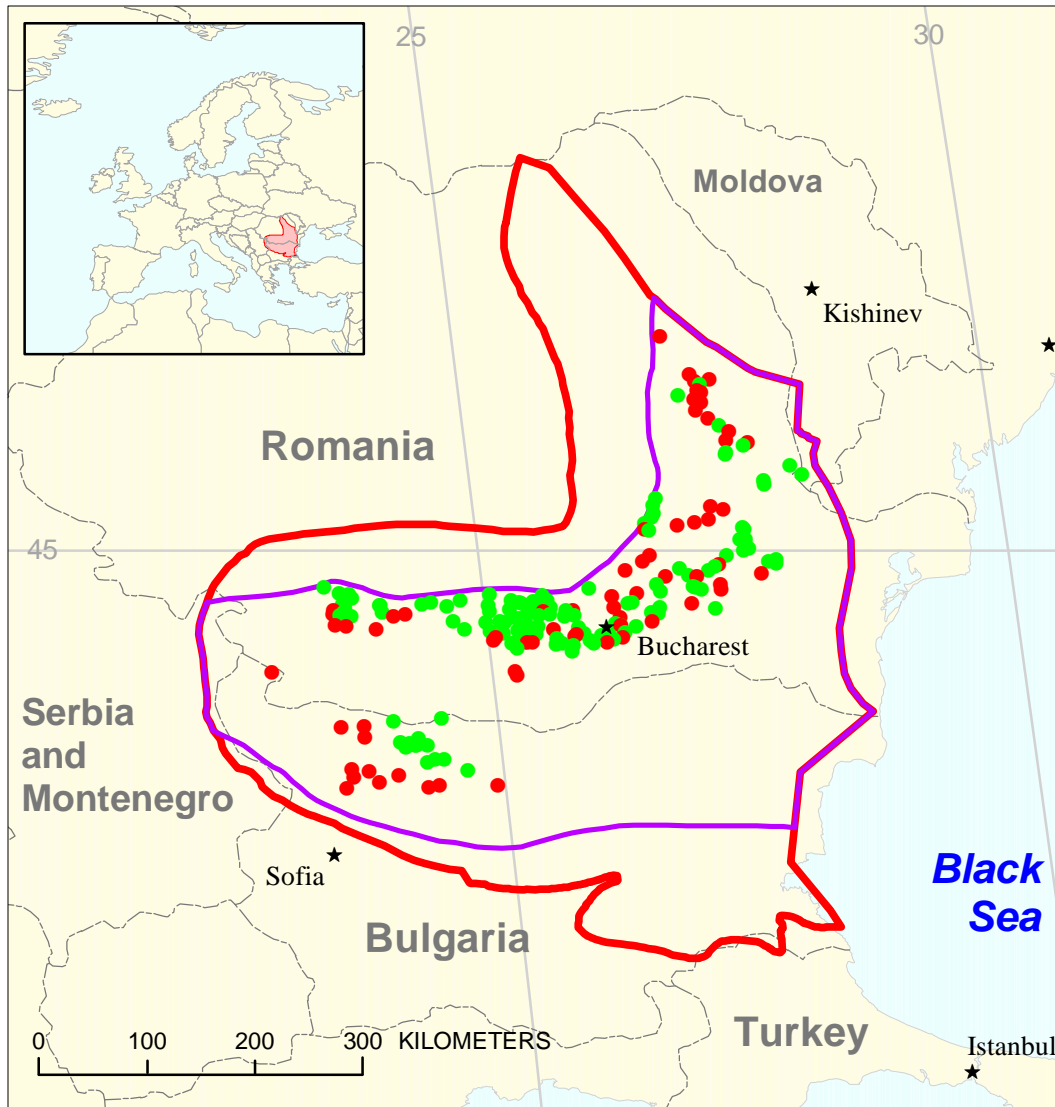 25
30
Moldova
Kishinev
Romania
45
Bucharest
Serbia
and
Montenegro
Sofia
Black
Sea
Bulgaria
Turkey
0 100 200 300 KILOMETERS
Istanbul